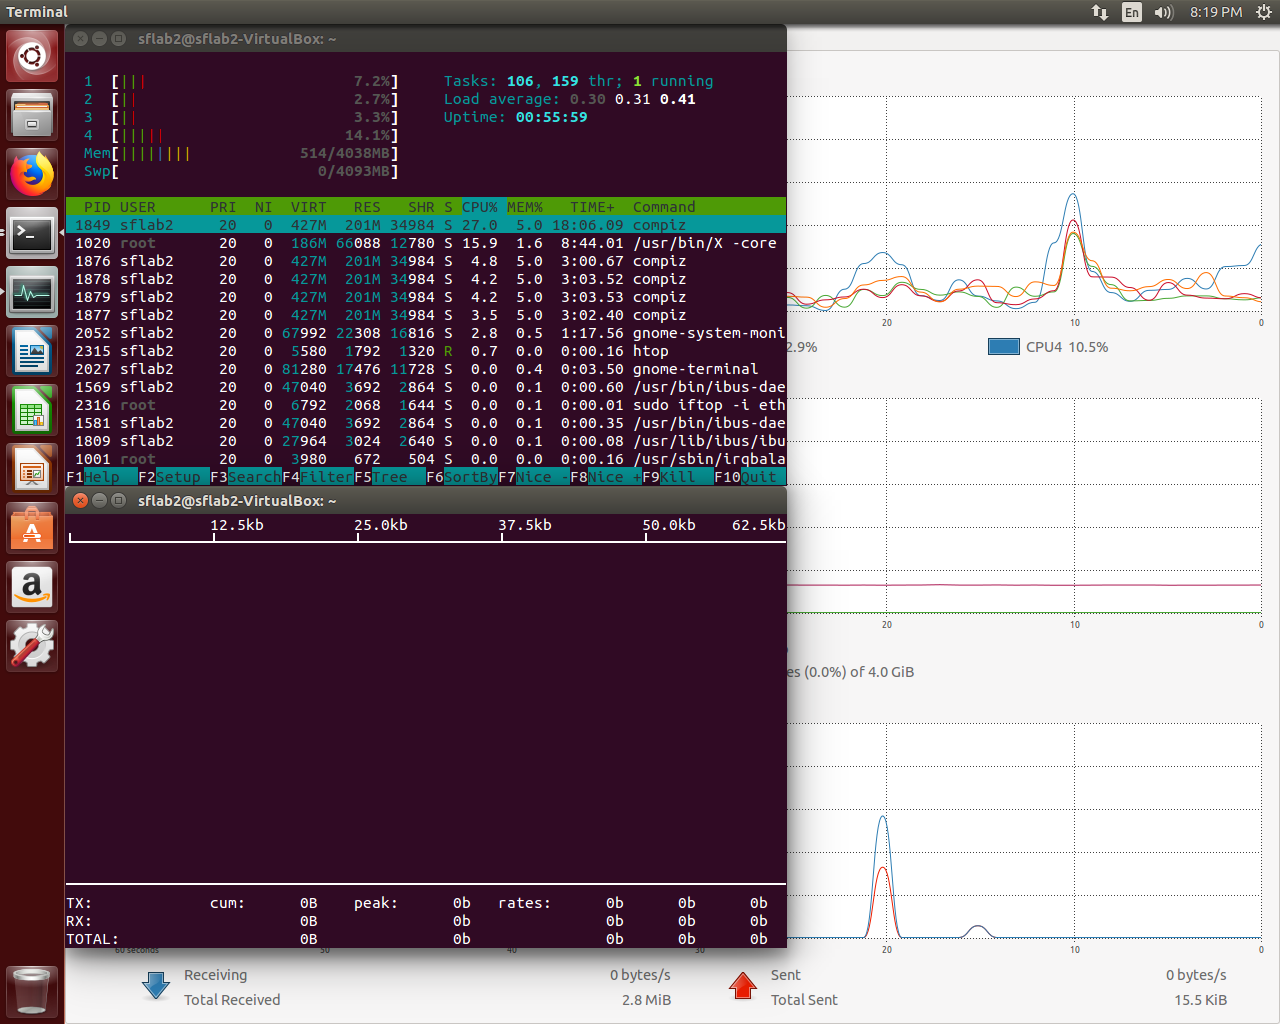 Terminal
En
8:19 PM
sflab2@sflab2-VirtualBox: ~
1 [||| 7.2%] Tasks: 106, 159 thr; 1 running
2 [|| 2.7%] Load average: 0.30 0.31 0.41
3 [|| 3.3%] Uptime: 00:55:59
4 [||||| 14.1%]
Mem[|||||||| 514/4038MB]
Swp[ 0/4093MB]
PID USER PRI NI VIRT RES SHR S CPU% MEM% TIME+ Command
1849 sflab2 20 0 427M 201M 34984 S 27.0 5.0 18:06.09 compiz
1020 root 20 0 186M 66088 12780 S 15.9 1.6 8:44.01 /usr/bin/X -core
1876 sflab2 20 0 427M 201M 34984 S 4.8 5.0 3:00.67 compiz
1878 sflab2 20 0 427M 201M 34984 S 4.2 5.0 3:03.52 compiz
1879 sflab2 20 0 427M 201M 34984 S 4.2 5.0 3:03.53 compiz
1877 sflab2 20 0 427M 201M 34984 S 3.5 5.0 3:02.40 compiz
2052 sflab2 20 0 67992 22308 16816 S 2.8 0.5 1:17.56 gnome-system-moni
2315 sflab2 20 0 5580 1792 1320 R 0.7 0.0 0:00.16 htop
2027 sflab2 20 0 81280 17476 11728 S 0.0 0.4 0:03.50 gnome-terminal
1569 sflab2 20 0 47040 3692 2864 S 0.0 0.1 0:00.60 /usr/bin/ibus-dae
2316 root 20 0 6792 2068 1644 S 0.0 0.1 0:00.01 sudo iftop -i eth
1581 sflab2 20 0 47040 3692 2864 S 0.0 0.1 0:00.35 /usr/bin/ibus-dae
1809 sflab2 20 0 27964 3024 2640 S 0.0 0.1 0:00.08 /usr/lib/ibus/ibu
1001 root 20 0 3980 672 504 S 0.0 0.0 0:00.16 /usr/sbin/irqbala
F1Help F2Setup F3SearchF4FilterF5Tree F6SortByF7Nice -F8Nice +F9Kill F10Quit
20 10 0
2.9% CPU4 10.5%
20 10 0
es (0.0%) of 4.0 GiB
sflab2@sflab2-VirtualBox: ~
12.5kb 25.0kb 37.5kb 50.0kb 62.5kb
TX: cum: 0B peak: 0b rates: 0b 0b 0b
RX: 0B 0b 0b 0b 0b
TOTAL: 0B 0b 0b 0b 0b
60 seconds 50 40 30 20 10 0
Receiving 0 bytes/s Sent 0 bytes/s
Total Received 2.8 MiB Total Sent 15.5 KiB